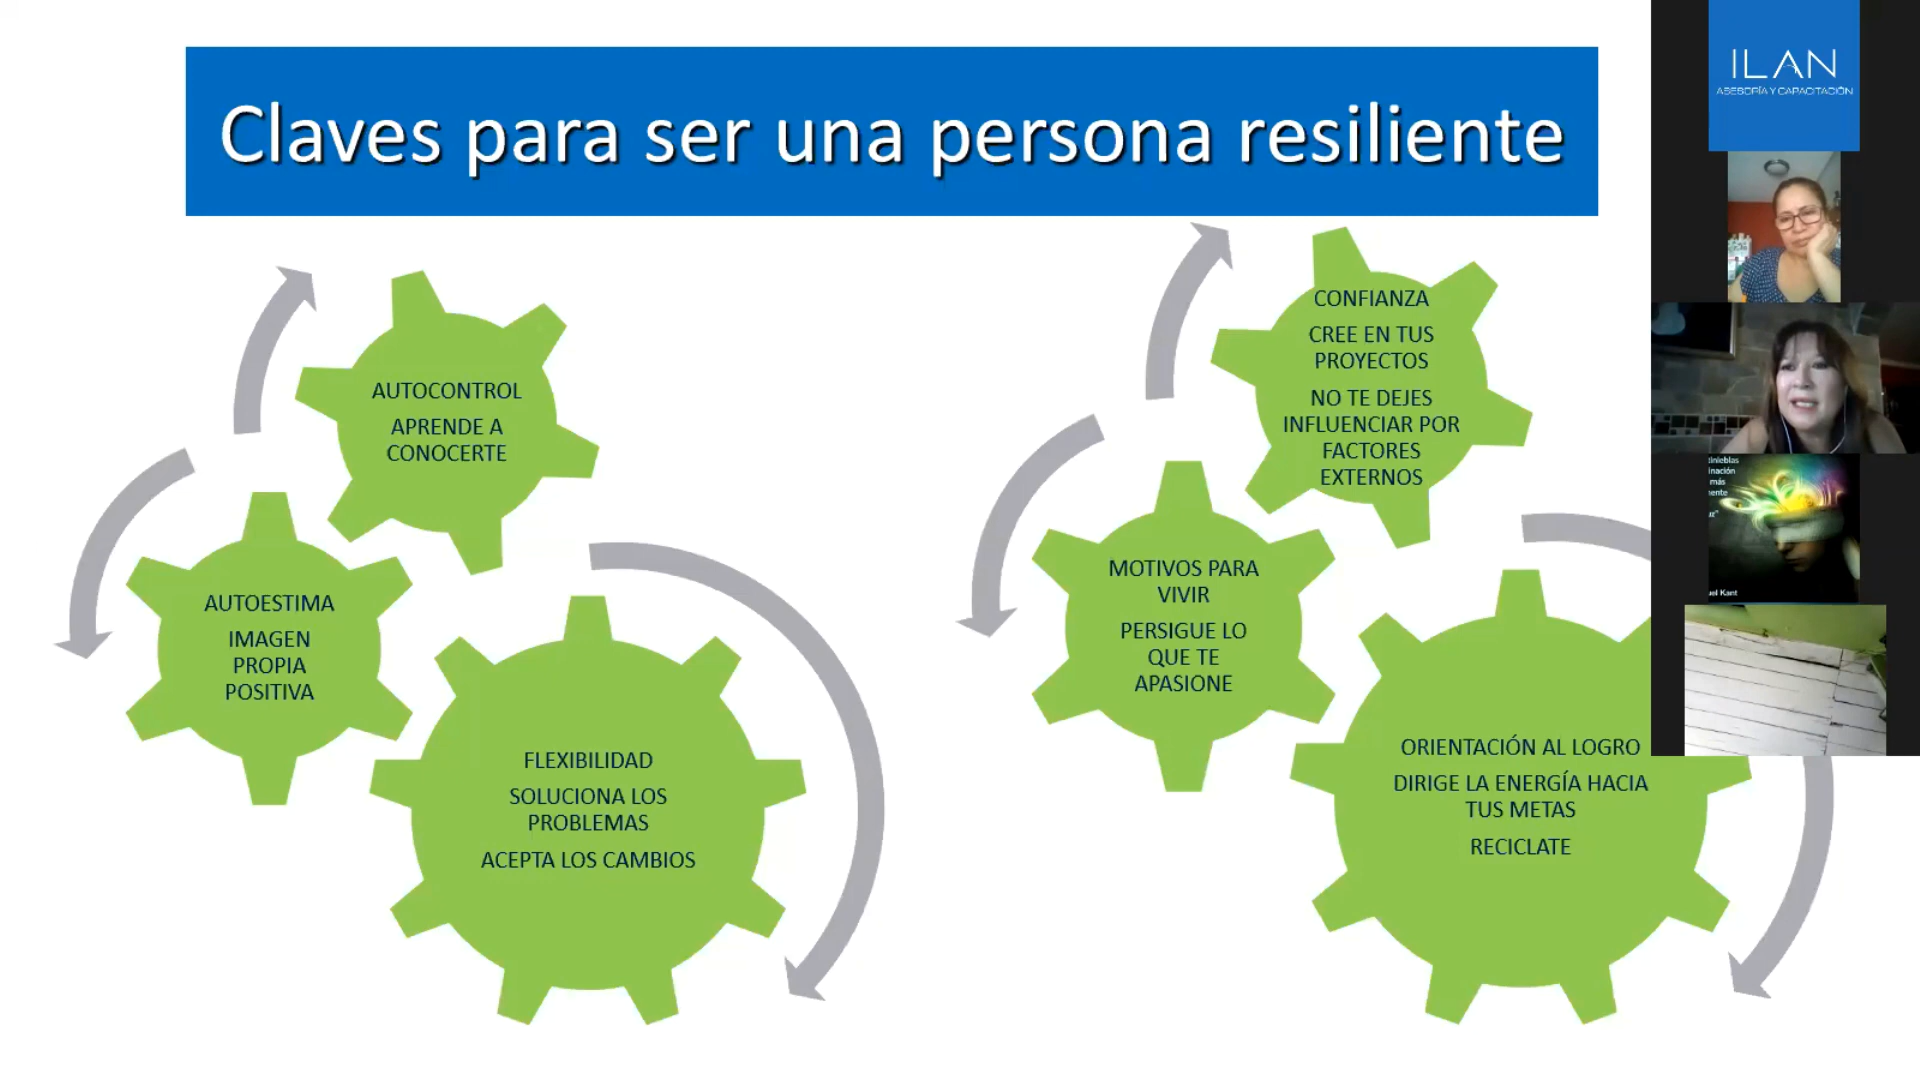 Claves para ser una persona resiliente
AUTOCONTROL
APRENDE A
CONOCERTE
AUTOESTIMA
IMAGEN
PROPIA
POSITIVA
FLEXIBILIDAD
SOLUCIONA LOS
PROBLEMAS
ACEPTA LOS CAMBIOS
CONFIANZA
CREE EN TUS
PROYECTOS
NO TE DEJES
INFLUENCIAR POR
FACTORES
EXTERNOS
MOTIVOS PARA
VIVIR
PERSIGUE LO
QUE TE
APASIONE
ORIENTACIÓN AL LOGRO
DIRIGE LA ENERGÍA HACIA
TUS METAS
RECICLATE
ILAN
ASESORÍA Y CAPACITACIÓN
más
Kant